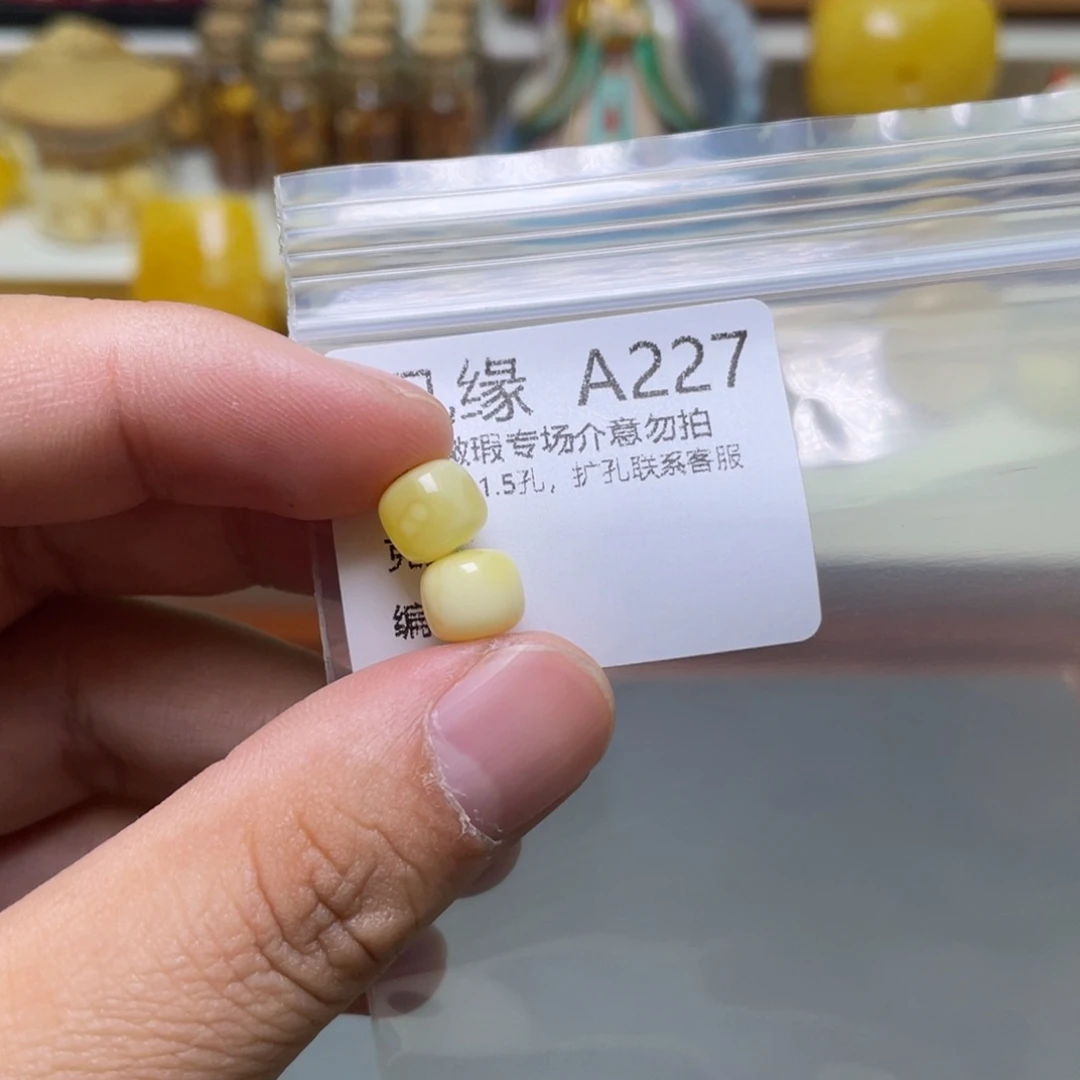 缘 A227
瑕专场介意勿拍
1.5孔，扩孔联系客服
编